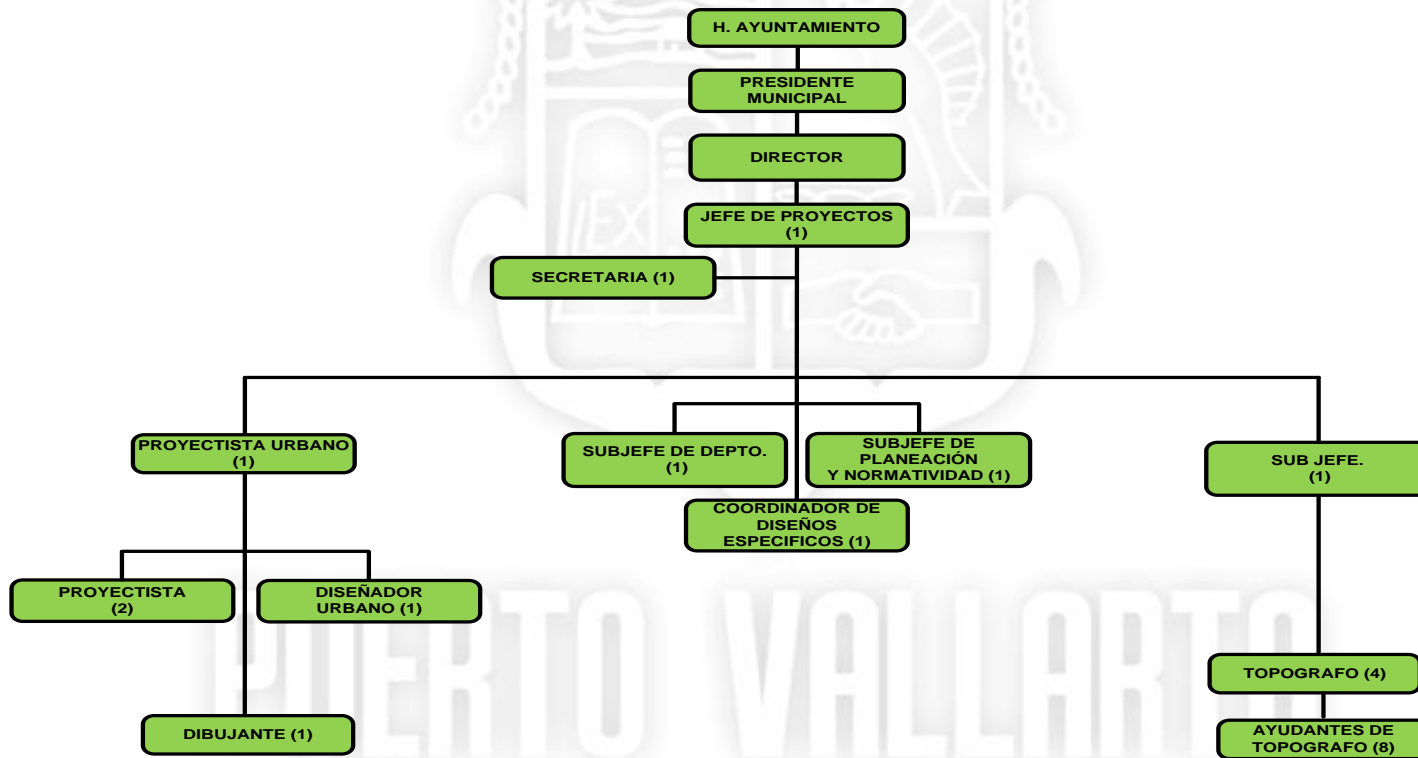 H. AYUNTAMIENTO
PRESIDENTE
MUNICIPAL
DIRECTOR
JEFE DE PROYECTOS
(1)
SECRETARIA (1)
PROYECTISTA URBANO
(1)
SUBJEFE DE DEPTO.
(1)
SUBJEFE DE
PLANEACIÓN
Y NORMATIVIDAD (1)
SUB JEFE.
(1)
COORDINADOR DE
DISEÑOS
ESPECIFICOS (1)
PROYECTISTA
(2)
DISEÑADOR
URBANO (1)
TOPOGRAFO (4)
DIBUJANTE (1)
AYUDANTES DE
TOPOGRAFO (8)
LEX
PUERTO VALLARTA